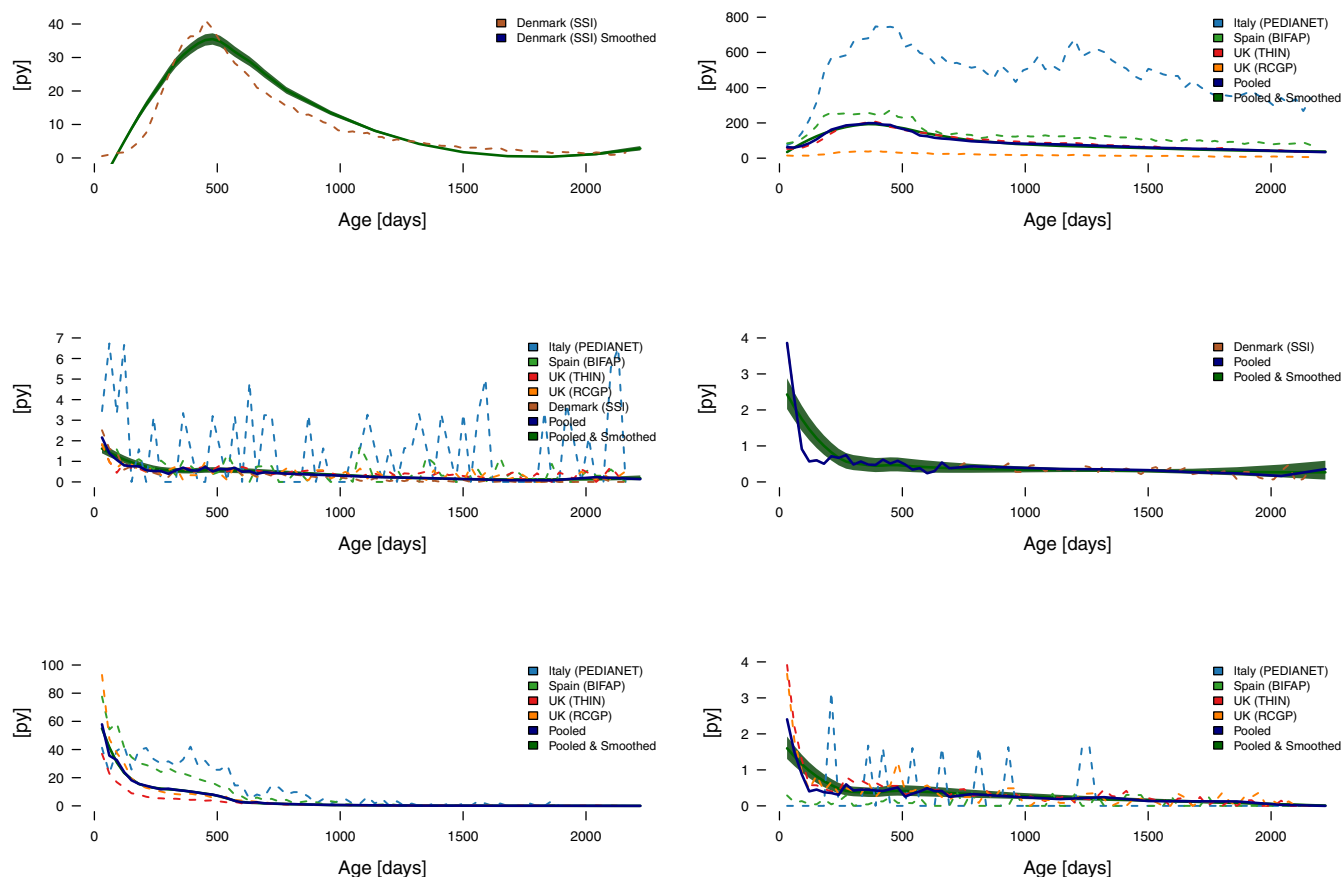 [py]
40
30
20
10
0
Denmark (SSI)
Denmark (SSI) Smoothed
0 500 1000 1500 2000
Age [days]
[py]
800
600
400
200
0
Italy (PEDIANET)
Spain (BIFAP)
UK (THIN)
UK (RCGP)
Pooled
Pooled & Smoothed
0 500 1000 1500 2000
Age [days]
[py]
7
6
5
4
3
2
1
0
Italy (PEDIANET)
Spain (BIFAP)
UK (THIN)
UK (RCGP)
Denmark (SSI)
Pooled
Pooled & Smoothed
0 500 1000 1500 2000
Age [days]
[py]
4
3
2
1
0
Denmark (SSI)
Pooled
Pooled & Smoothed
0 500 1000 1500 2000
Age [days]
[py]
100
80
60
40
20
0
Italy (PEDIANET)
Spain (BIFAP)
UK (THIN)
UK (RCGP)
Pooled
Pooled & Smoothed
0 500 1000 1500 2000
Age [days]
[py]
4
3
2
1
0
Italy (PEDIANET)
Spain (BIFAP)
UK (THIN)
UK (RCGP)
Pooled
Pooled & Smoothed
0 500 1000 1500 2000
Age [days]